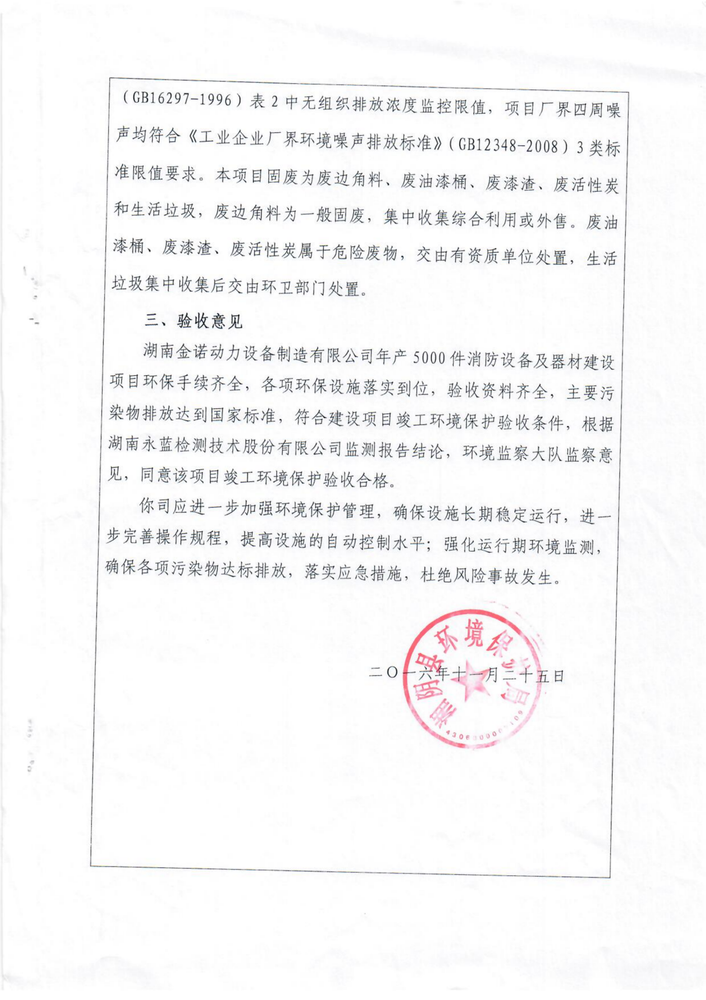 （GB16297-1996）表 2 中无组织排放浓度监控限值，项目厂界四周噪
声均符合《工业企业厂界环境噪声排放标准》（GB12348-2008）3 类标
准限值要求。本项目固废为废边角料、废油漆桶、废漆渣、废活性炭
和生活垃圾，废边角料为一般固废，集中收集综合利用或外售。废油
漆桶、废漆渣、废活性炭属于危险废物，交由有资质单位处置，生活
垃圾集中收集后交由环卫部门处置。
三、验收意见
湖南金诺动力设备制造有限公司年产 5000 件消防设备及器材建设
项目环保手续齐全，各项环保设施落实到位，验收资料齐全，主要污
染物排放达到国家标准，符合建设项目竣工环境保护验收条件，根据
湖南永蓝检测技术股份有限公司监测报告结论，环境监察大队监察意
见，同意该项目竣工环境保护验收合格。
你司应进一步加强环境保护管理，确保设施长期稳定运行，进一
步完善操作规程，提高设施的自动控制水平；强化运行期环境监测，
确保各项污染物达标排放，落实应急措施，杜绝风险事故发生。
湘阴县环境保护局
二〇一六年十一月二十五日